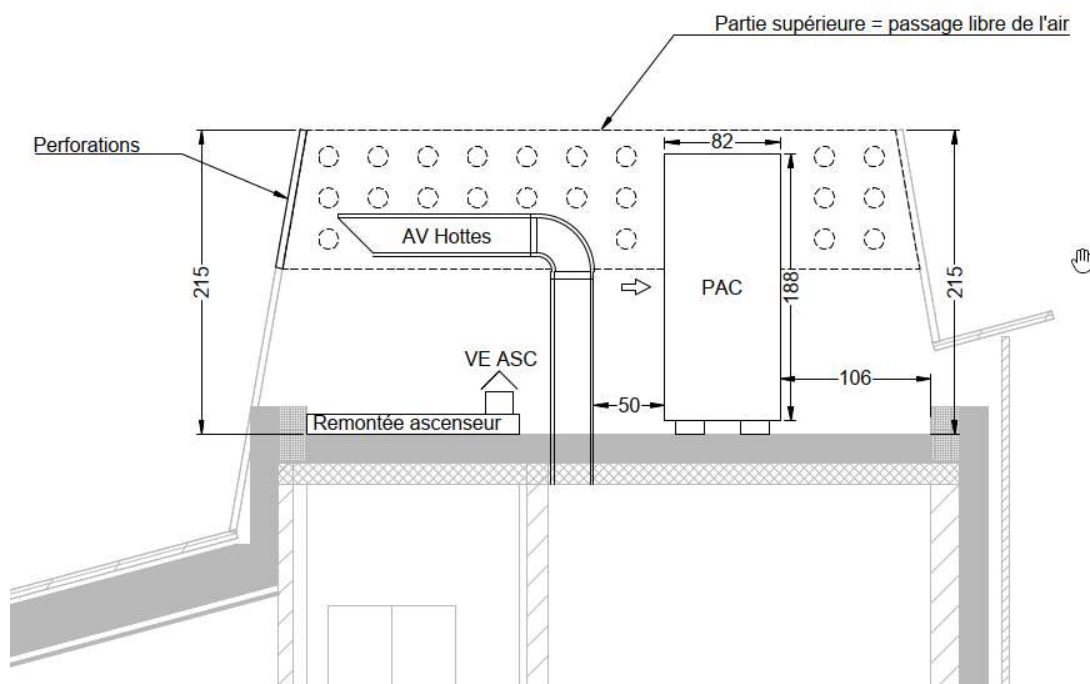 Partie supérieure = passage libre de l'air
Perforations
82
AV Hottes
215
PAC
188
215
VE ASC
106
50
Remontée ascenseur